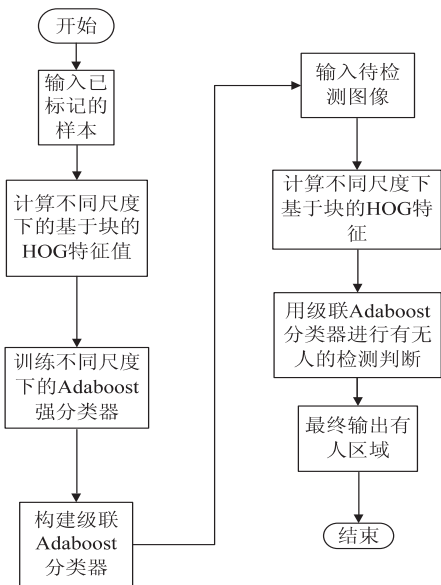 开始
输入已
标记的
样本
计算不同尺度
下的基于块的
HOG特征值
训练不同尺度
下的Adaboost
强分类器
构建级联
Adaboost
分类器
输入待检
测图像
计算不同尺度下
基于块的HOG特
征
用级联Adaboost
分类器进行有无
人的检测判断
最终输出有
人区域
结束